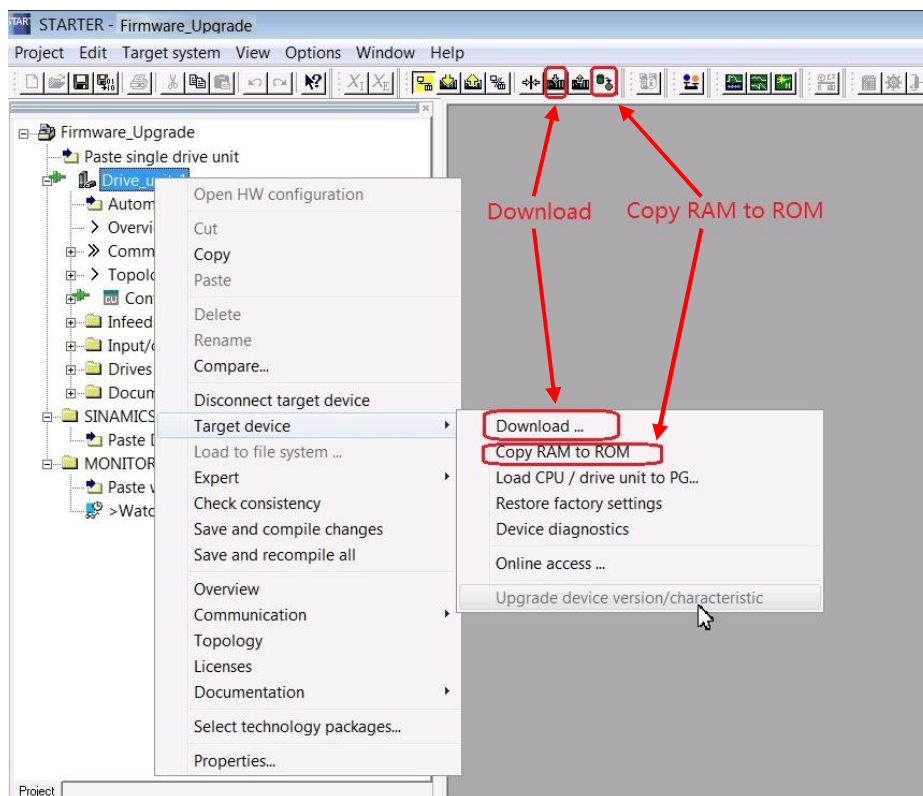 STARTER - Firmware_Upgrade
Project Edit Target system View Options Window Help
Firmware_Upgrade
Paste single drive unit
Drive_u
Autom
Overvi
Comm
Topolo
Con
Infeed
Input/o
Drives
Docum
SINAMICS
Paste D
MONITOR
Paste v
>Watc
Open HW configuration
Cut
Copy
Paste
Delete
Rename
Compare...
Disconnect target device
Target device
Load to file system ...
Expert
Check consistency
Save and compile changes
Save and recompile all
Overview
Communication
Topology
Licenses
Documentation
Select technology packages...
Properties...
Download
Copy RAM to ROM
Download ...
Copy RAM to ROM
Load CPU / drive unit to PG...
Restore factory settings
Device diagnostics
Online access ...
Upgrade device version/characteristic
Project